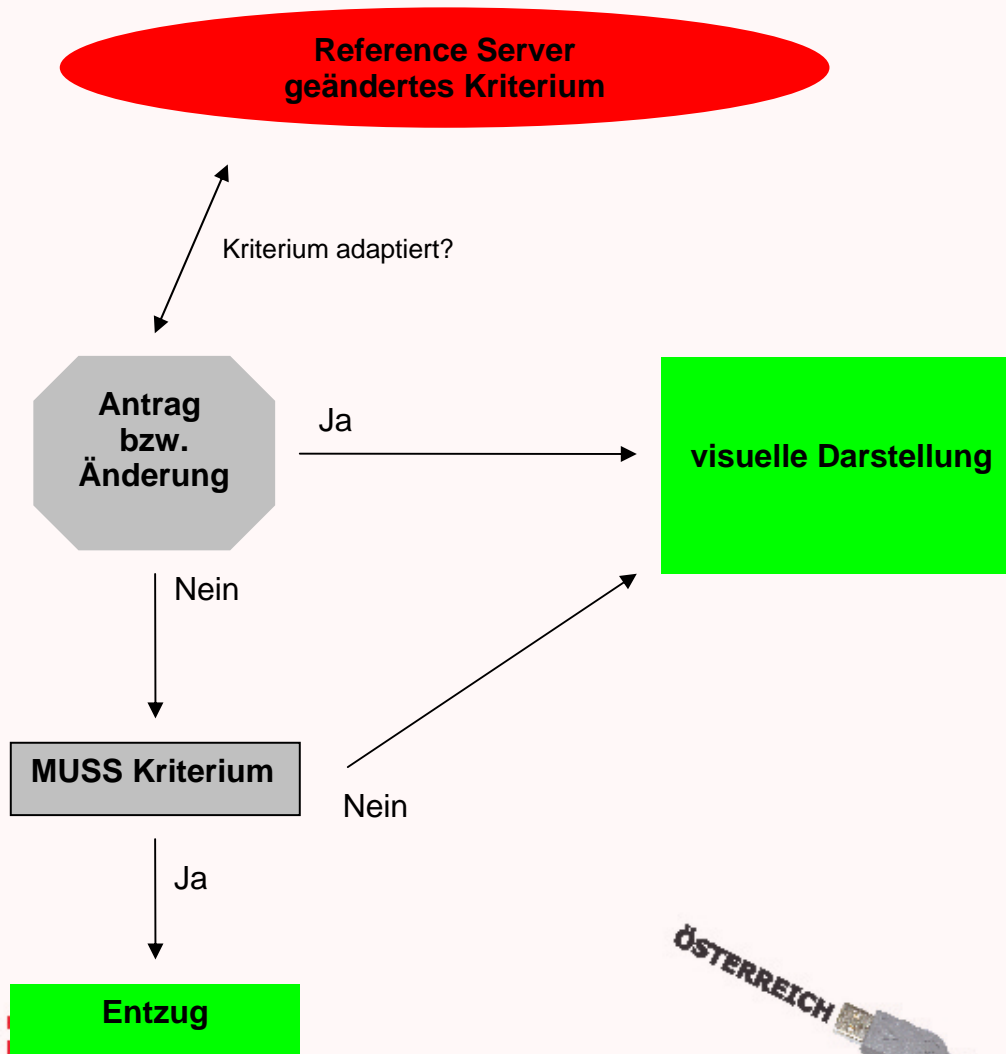 Reference Server
geändertes Kriterium
Kriterium adaptiert?
Antrag
bzw.
Änderung
Ja
visuelle Darstellung
Nein
MUSS Kriterium
Nein
Ja
ÖSTERREICH
Entzug